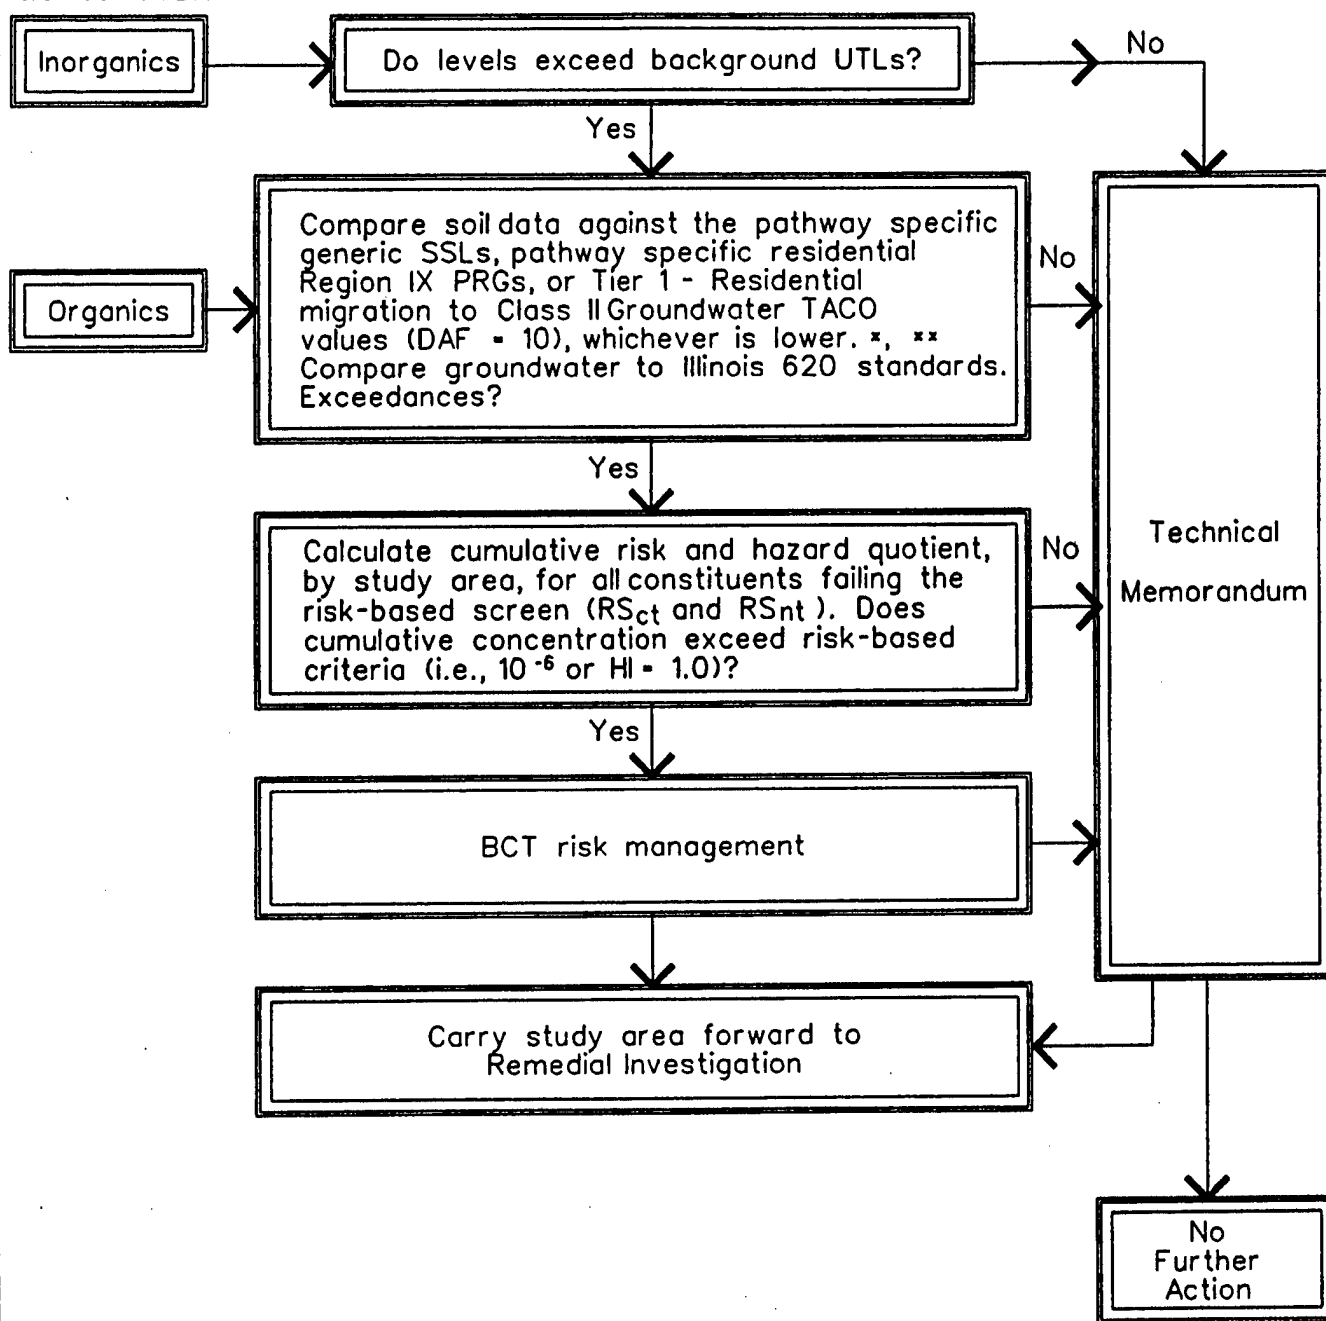 Inorganics
Do levels exceed background UTLs?
No
Yes
Compare soil data against the pathway specific
generic SSLs, pathway specific residential
Region IX PRGs, or Tier 1 - Residential
migration to Class II Groundwater TACO
values (DAF = 10), whichever is lower. *, **
Compare groundwater to Illinois 620 standards.
Exceedances?
No
Organics
Yes
Calculate cumulative risk and hazard quotient,
by study area, for all constituents failing the
risk-based screen (RSct and RSnt). Does
cumulative concentration exceed risk-based
criteria (i.e., 10-6 or HI = 1.0)?
No
Technical
Memorandum
Yes
BCT risk management
Carry study area forward to
Remedial Investigation
No
Further
Action